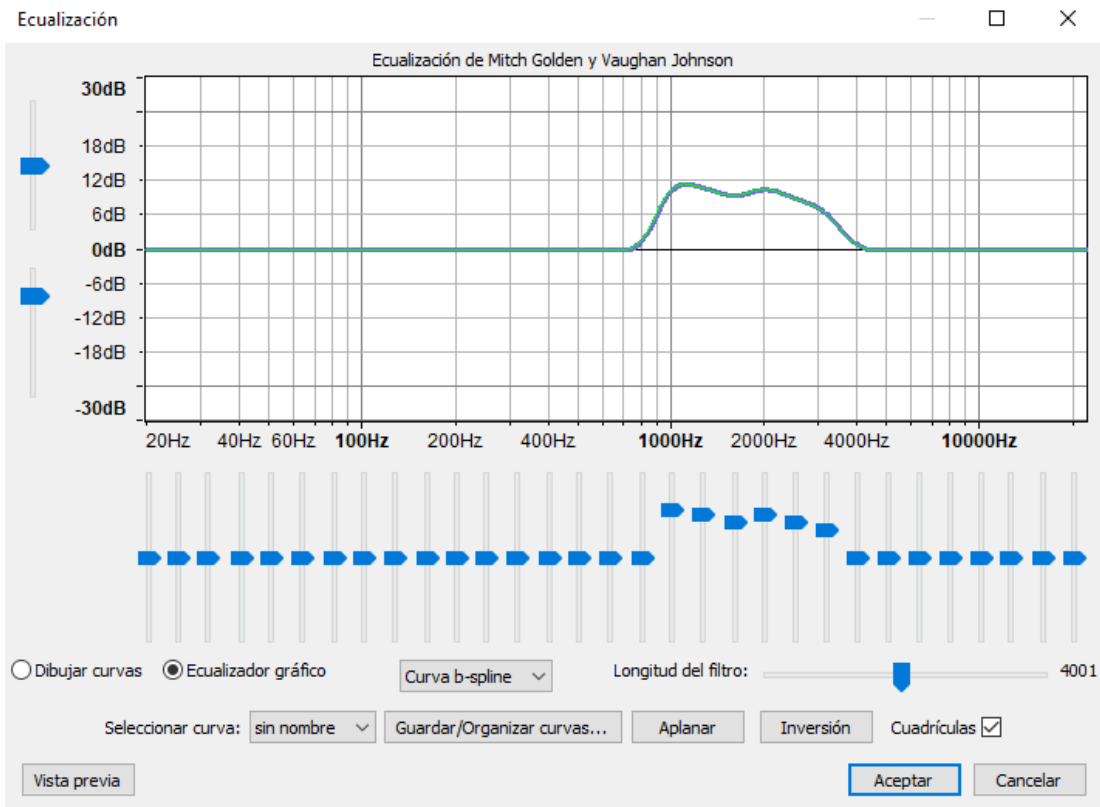 Ecualización
Ecualización de Mitch Golden y Vaughan Johnson
30dB
18dB
12dB
6dB
0dB
-6dB
-12dB
-18dB
-30dB
20Hz 40Hz 60Hz 100Hz 200Hz 400Hz 1000Hz 2000Hz 4000Hz 10000Hz
Dibujar curvas Ecualizador gráfico Curva b-spline Longitud del filtro: 4001
Seleccionar curva: sin nombre Guardar/Organizar curvas... Aplanar Inversión Cuadrículas
Vista previa Aceptar Cancelar